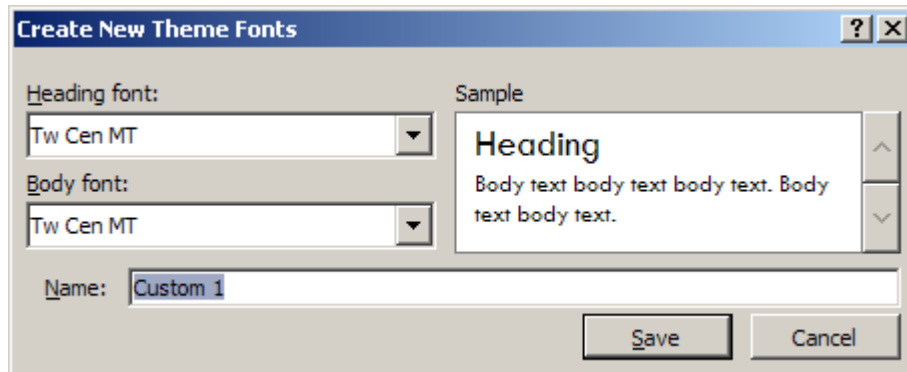 Create New Theme Fonts
Heading font:
Tw Cen MT
Body font:
Tw Cen MT
Sample
Heading
Body text body text body text. Body
text body text.
Name: Custom 1
Save Cancel